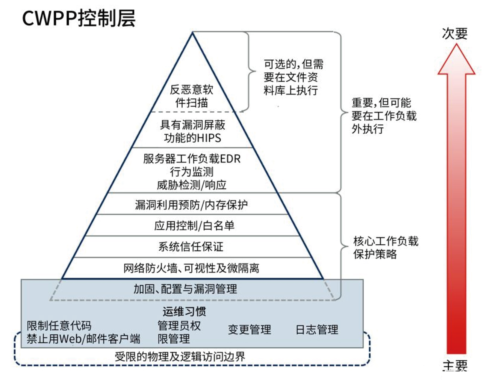 CWPP控制层
次要
可选的,但需
要在文件资
料库上执行
反恶意软
件扫描
重要,但可能
要在工作负载
外执行
具有漏洞屏蔽
功能的HIPS
服务器工作负载EDR
行为监测
威胁检测/响应
漏洞利用预防/内存保护
应用控制/白名单
核心工作负载
保护策略
系统信任保证
网络防火墙、可视性及微隔离
加固、配置与漏洞管理
运维习惯
限制任意代码
禁止用Web/邮件客户端
管理员权
限管理
变更管理
日志管理
受限的物理及逻辑访问边界
主要